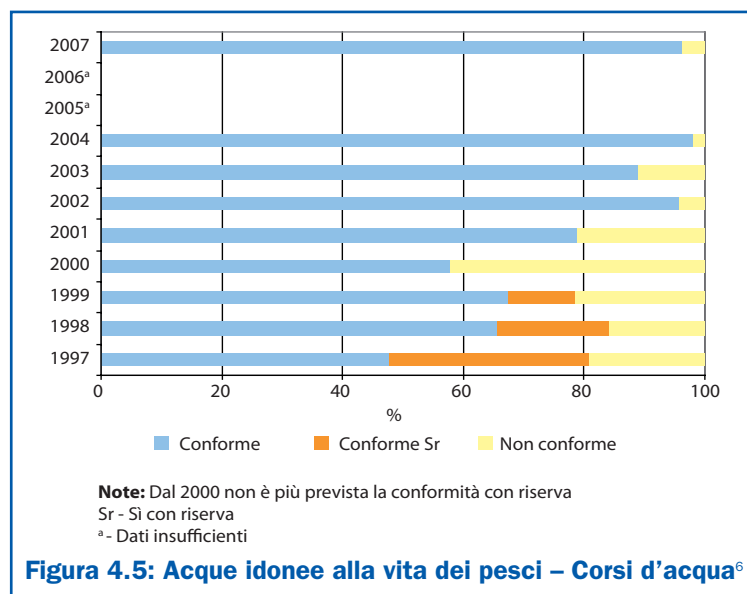 2007
2006ᵃ
2005ᵃ
2004
2003
2002
2001
2000
1999
1998
1997
0 20 40 60 80 100
%
Conforme Conforme Sr Non conforme
Note: Dal 2000 non è più prevista la conformità con riserva
Sr - Sì con riserva
ᵃ - Dati insufficienti
Figura 4.5: Acque idonee alla vita dei pesci – Corsi d'acqua⁶